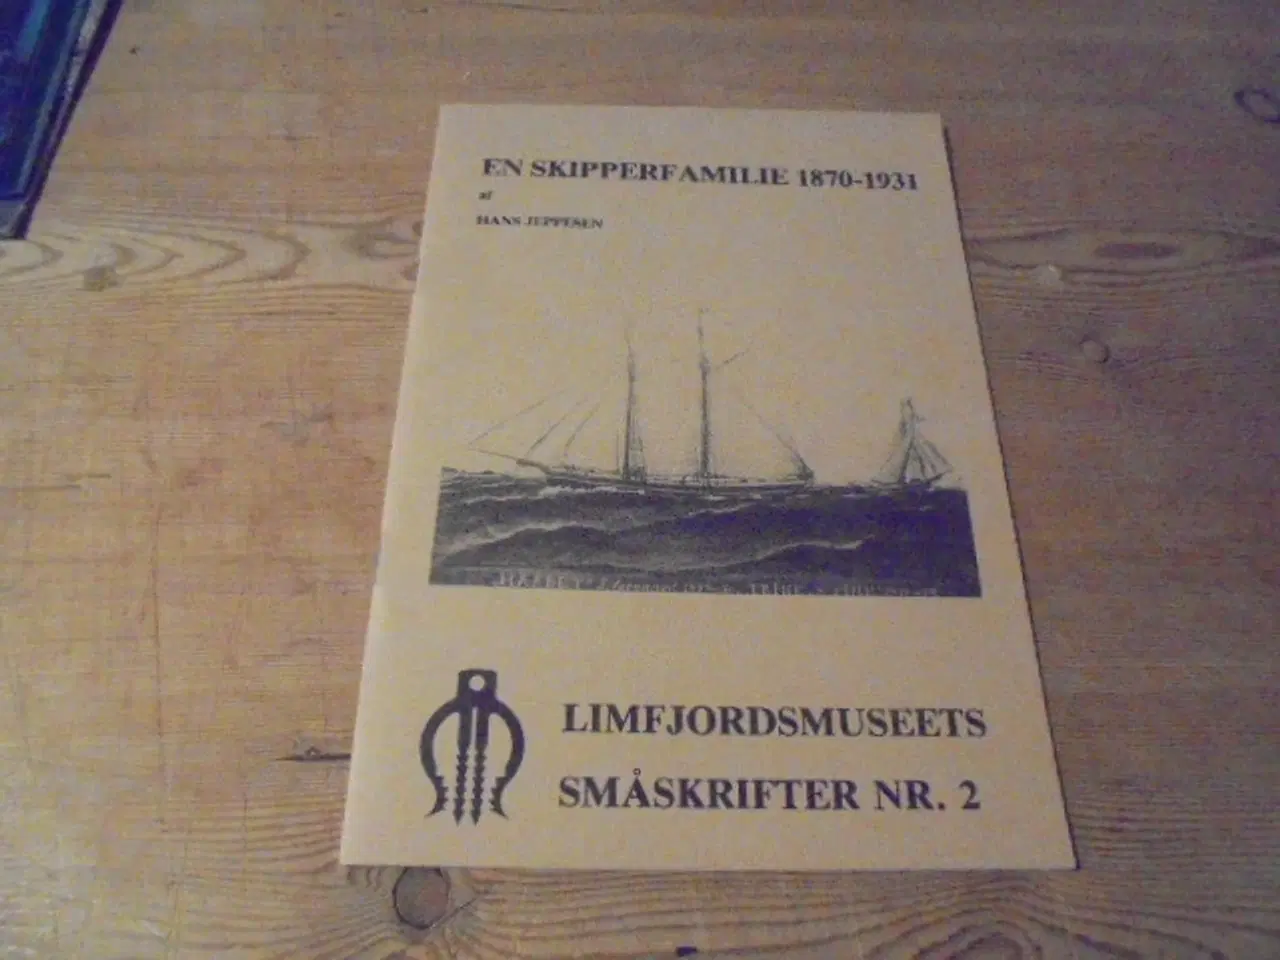 EN SKIPPERFAMILIE 1870-1931
af
HANS JEPPESEN
LIMFJORDSMUSEETS
SMÅSKRIFTER NR. 2